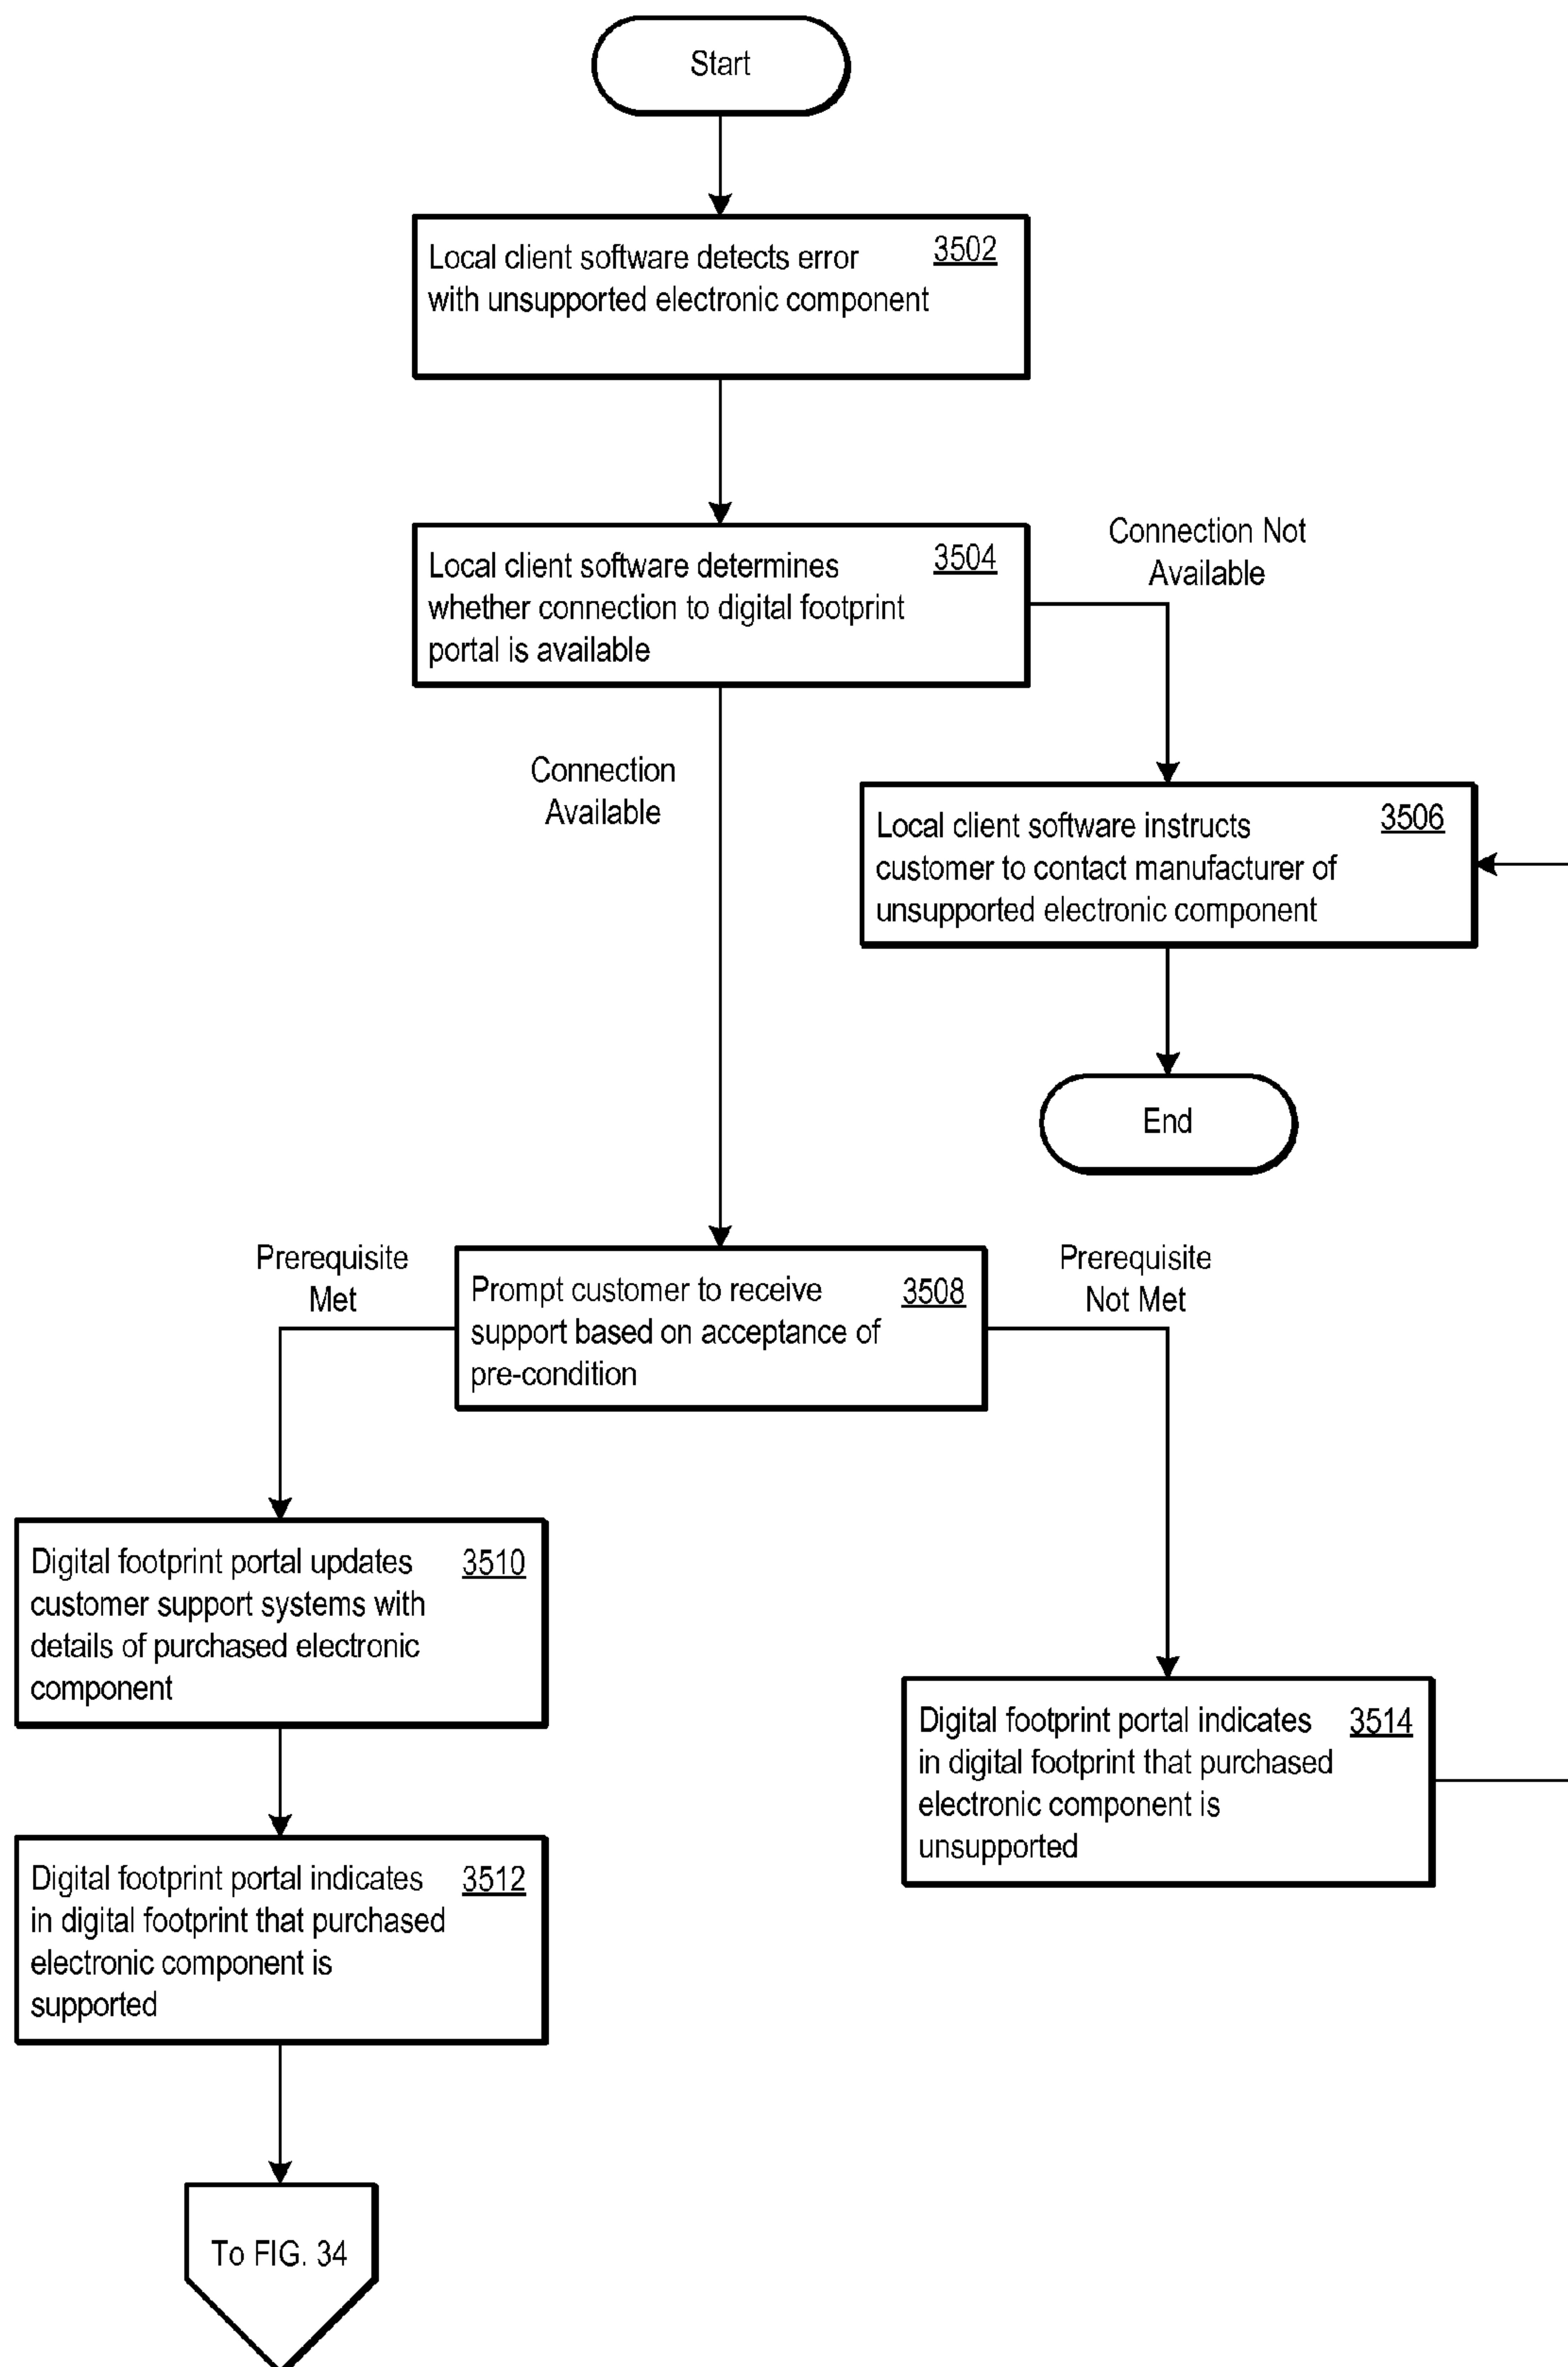 Start
3502
Local client software detects error
with unsupported electronic component
3504
Local client software determines
whether connection to digital footprint
portal is available
Connection Not
Available
Connection
Available
3506
Local client software instructs
customer to contact manufacturer of
unsupported electronic component
End
Prerequisite
Met
3508
Prompt customer to receive
support based on acceptance of
pre-condition
Prerequisite
Not Met
3510
Digital footprint portal updates
customer support systems with
details of purchased electronic
component
3514
Digital footprint portal indicates
in digital footprint that purchased
electronic component is
unsupported
3512
Digital footprint portal indicates
in digital footprint that purchased
electronic component is
supported
To FIG. 34